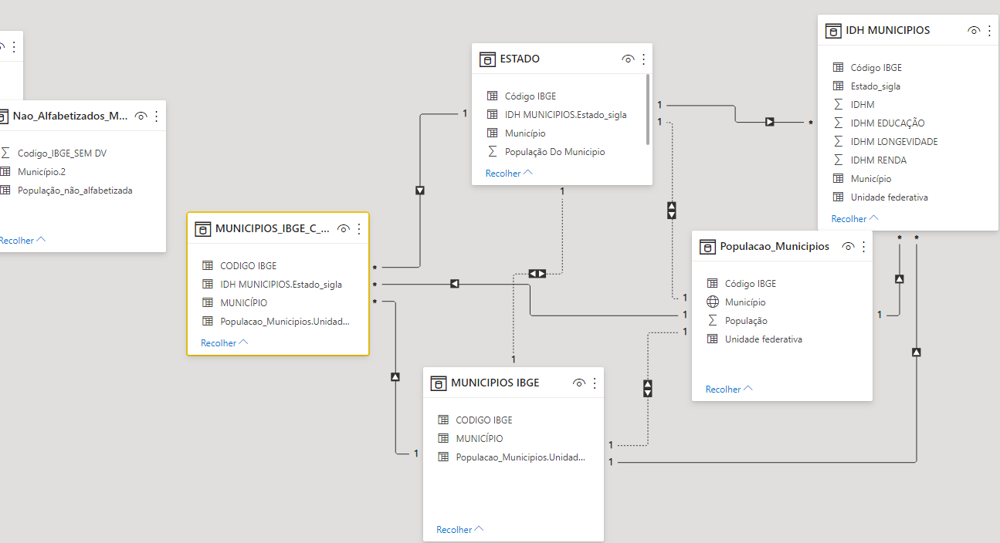 Nao_Alfabetizados_M...
Codigo_IBGE_SEM DV
Município.2
População_não_alfabetizada
Recolher
MUNICIPIOS_IBGE_C_...
CODIGO IBGE
IDH MUNICIPIOS.Estado_sigla
MUNICÍPIO
Populacao_Municipios.Unidad...
Recolher
ESTADO
Código IBGE
IDH MUNICIPIOS.Estado_sigla
Município
População Do Municipio
Recolher
MUNICIPIOS IBGE
CODIGO IBGE
MUNICÍPIO
Populacao_Municipios.Unidad...
Recolher
Populacao_Municipios
Código IBGE
Município
População
Unidade federativa
Recolher
IDH MUNICIPIOS
Código IBGE
Estado_sigla
IDHM
IDHM EDUCAÇÃO
IDHM LONGEVIDADE
IDHM RENDA
Município
Unidade federativa
Recolher
1
1
1
1
1
1
1
1
1
1
1
1
*
*
*
*
*
*